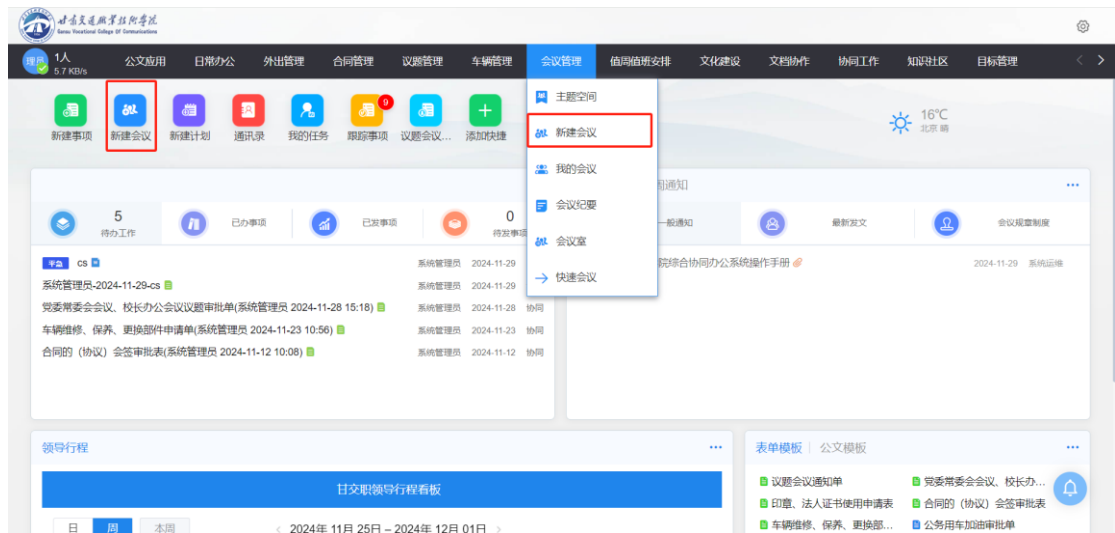 甘肃交通职业技术学院
Gansu Vocational College Of Communications
理员 1人
5.7 KB/s
公文应用 日常办公 外出管理 合同管理 议题管理 车辆管理 会议管理 值周值班安排 文化建设 文档协作 协同工作 知识社区 目标管理
主题空间
新建会议
我的会议
会议纪要
会议室
快速会议
9
新建事项 新建会议 新建计划 通讯录 我的任务 跟踪事项 议题会议... 添加快捷
16℃
北京 晴
周通知
5
待办工作
已办事项
已发事项
0
待发事项
一般通知
最新发文
会议规章制度
平急 cs 系统管理员 2024-11-29
系统管理员-2024-11-29-cs 系统管理员 2024-11-29
党委常委会会议、校长办公会议议题审批单(系统管理员 2024-11-28 15:18) 系统管理员 2024-11-28 协同
车辆维修、保养、更换部件申请单(系统管理员 2024-11-23 10:56) 系统管理员 2024-11-23 协同
合同的（协议）会签审批表(系统管理员 2024-11-12 10:08) 系统管理员 2024-11-12 协同
院综合协同办公系统操作手册 2024-11-29 系统运维
领导行程
甘交职领导行程看板
日 周 本周 < 2024年 11月 25日 – 2024年 12月 01日 >
表单模板 公文模板
议题会议通知单 党委常委会会议、校长办...
印章、法人证书使用申请表 合同的（协议）会签审批表
车辆维修、保养、更换部... 公务用车加油审批单